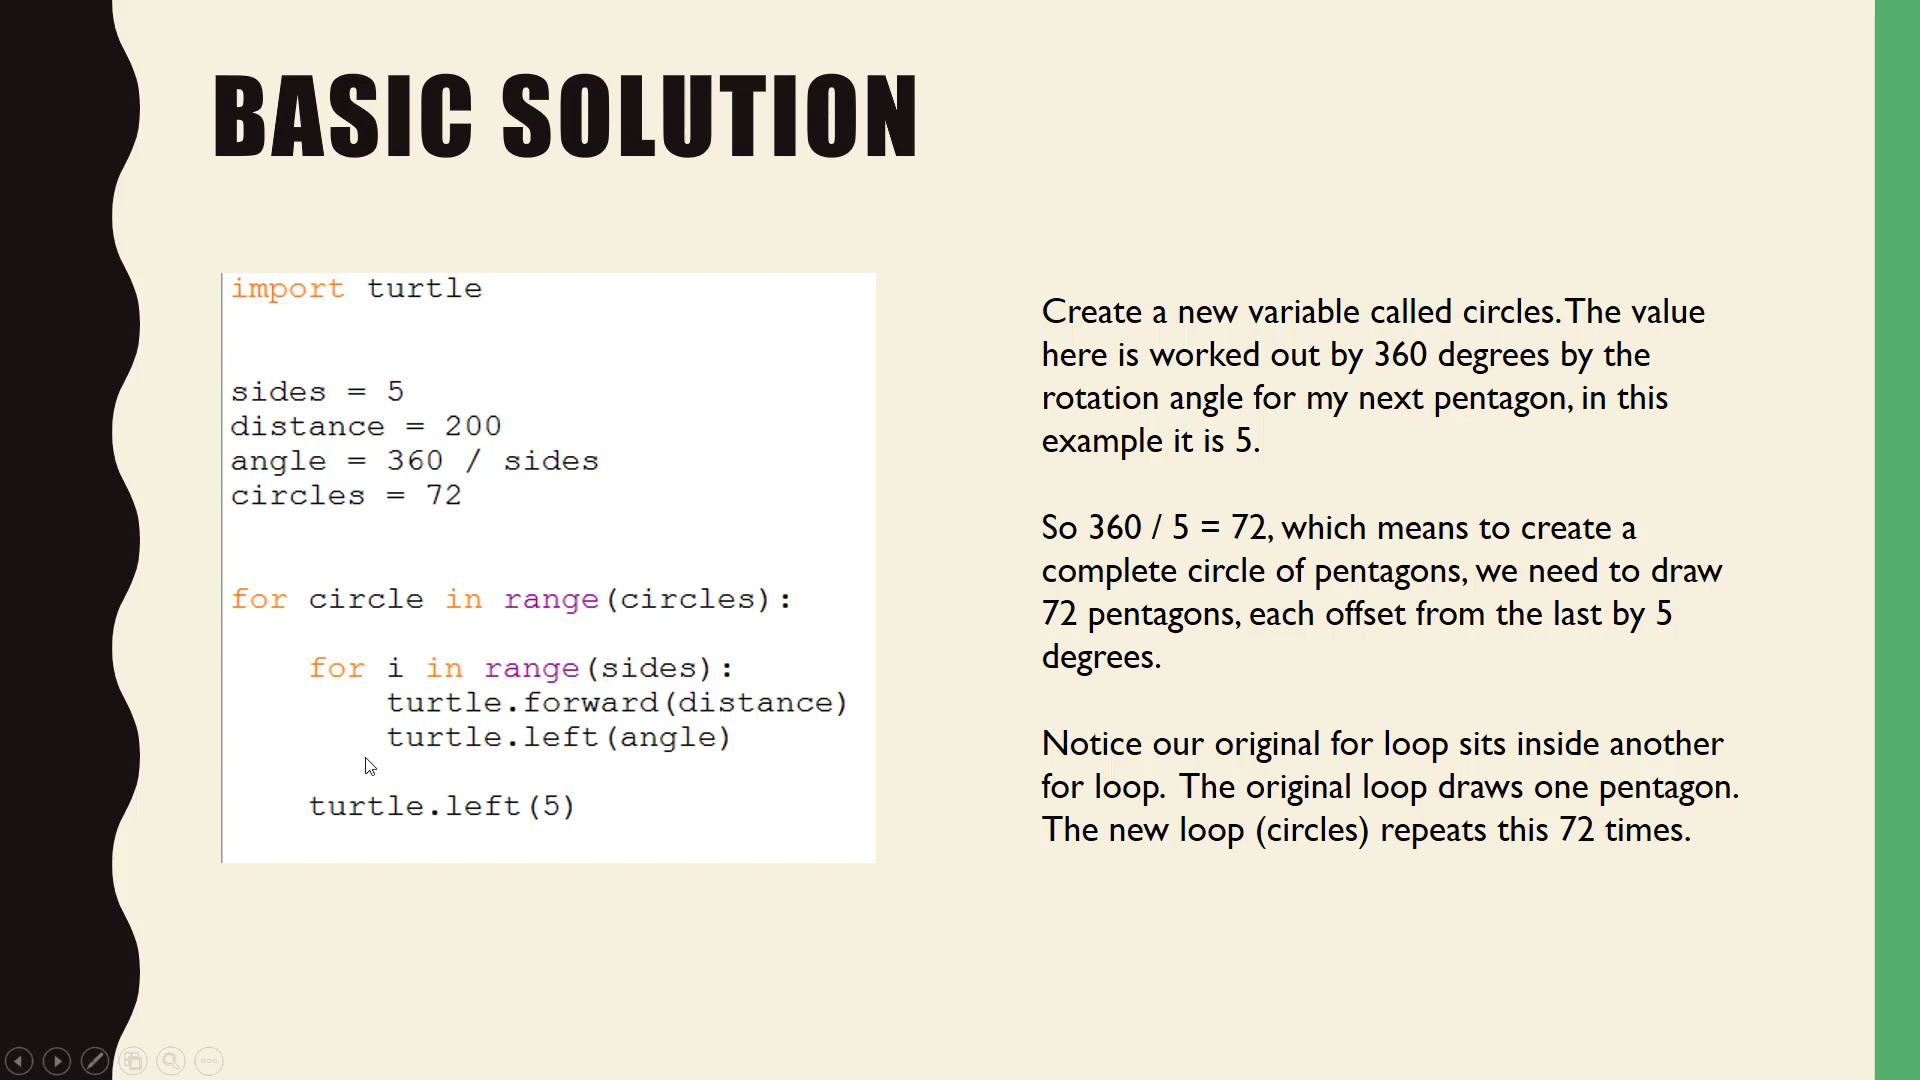 BASIC SOLUTION
import turtle
sides = 5
distance = 200
angle = 360 / sides
circles = 72
for circle in range(circles):
for i in range(sides):
turtle.forward(distance)
turtle.left(angle)
turtle.left(5)
Create a new variable called circles. The value
here is worked out by 360 degrees by the
rotation angle for my next pentagon, in this
example it is 5.
So 360 / 5 = 72, which means to create a
complete circle of pentagons, we need to draw
72 pentagons, each offset from the last by 5
degrees.
Notice our original for loop sits inside another
for loop. The original loop draws one pentagon.
The new loop (circles) repeats this 72 times.